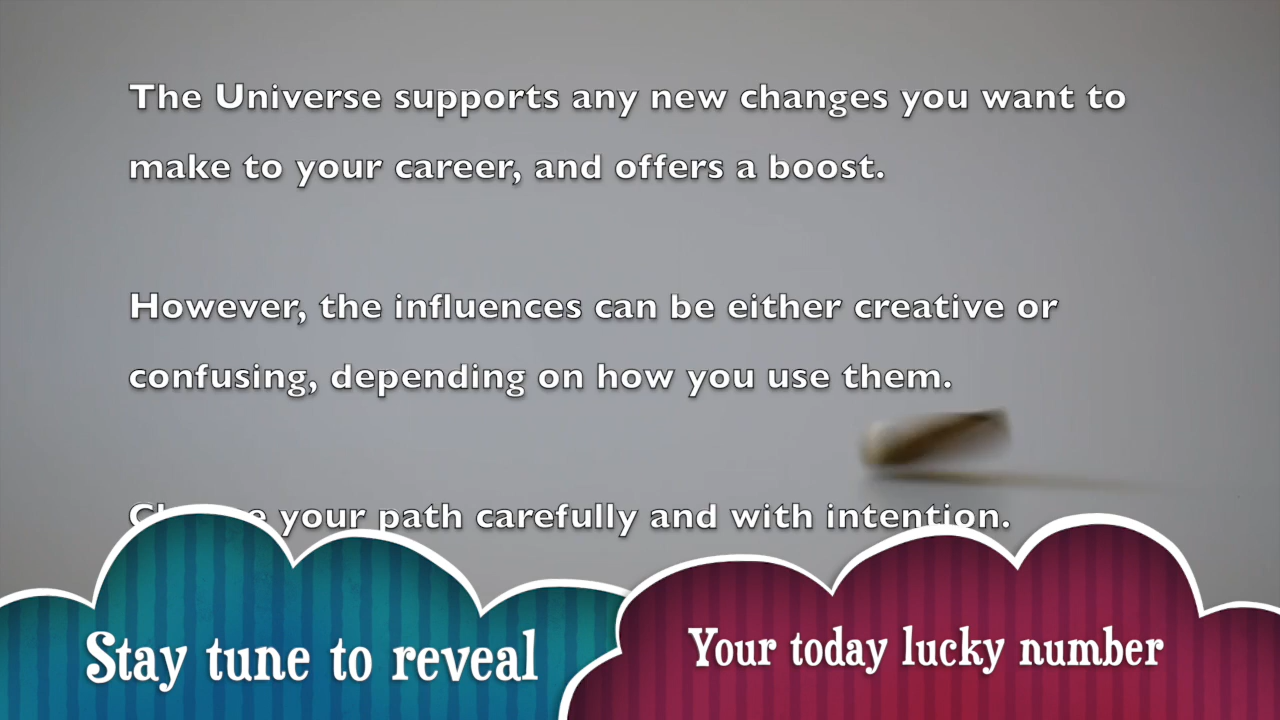 The Universe supports any new changes you want to
make to your career, and offers a boost.
However, the influences can be either creative or
confusing, depending on how you use them.
your path carefully and with intention.
Stay tune to reveal
Your today lucky number